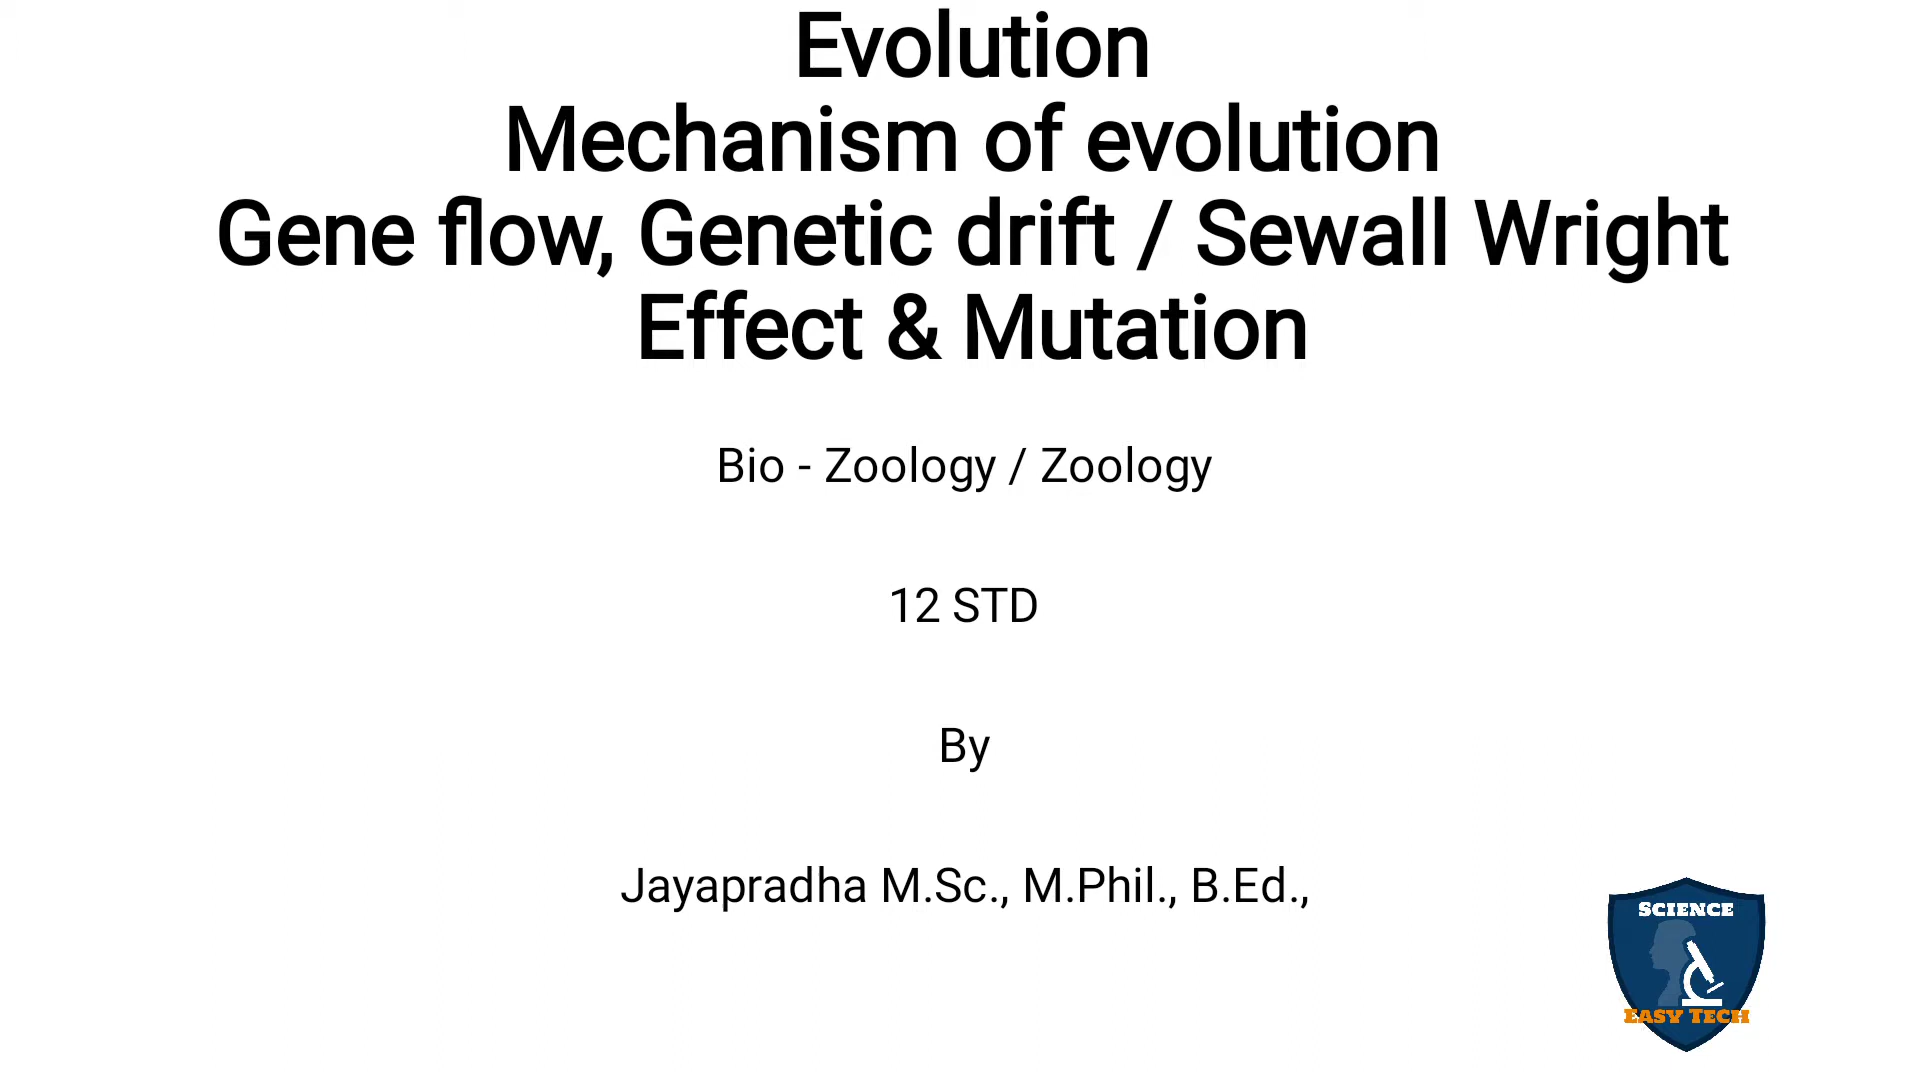 Evolution
Mechanism of evolution
Gene flow, Genetic drift / Sewall Wright
Effect & Mutation
Bio - Zoology / Zoology
12 STD
By
Jayapradha M.Sc., M.Phil., B.Ed.,
SCIENCE
EASY TECH